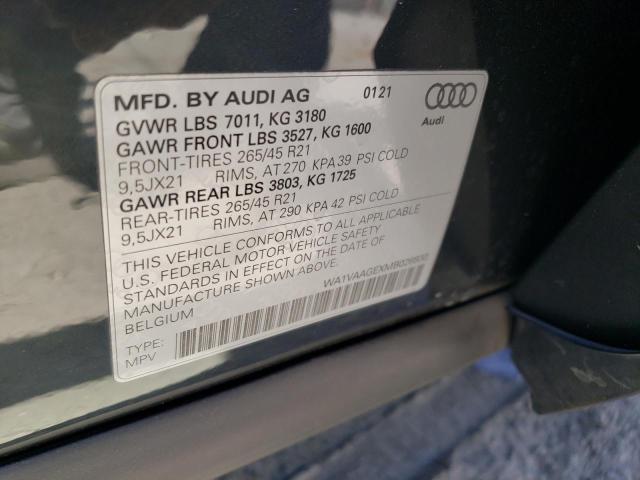 MFD. BY AUDI AG 0121
GVWR LBS 7011, KG 3180
GAWR FRONT LBS 3527, KG 1600
FRONT-TIRES 265/45 R21
9,5JX21 RIMS, AT 270 KPA 39 PSI COLD
GAWR REAR LBS 3803, KG 1725
REAR-TIRES 265/45 R21
9,5JX21 RIMS, AT 290 KPA 42 PSI COLD
Audi
THIS VEHICLE CONFORMS TO ALL APPLICABLE
U.S. FEDERAL MOTOR VEHICLE SAFETY
STANDARDS IN EFFECT ON THE DATE OF
MANUFACTURE SHOWN ABOVE.
BELGIUM
TYPE:
MPV